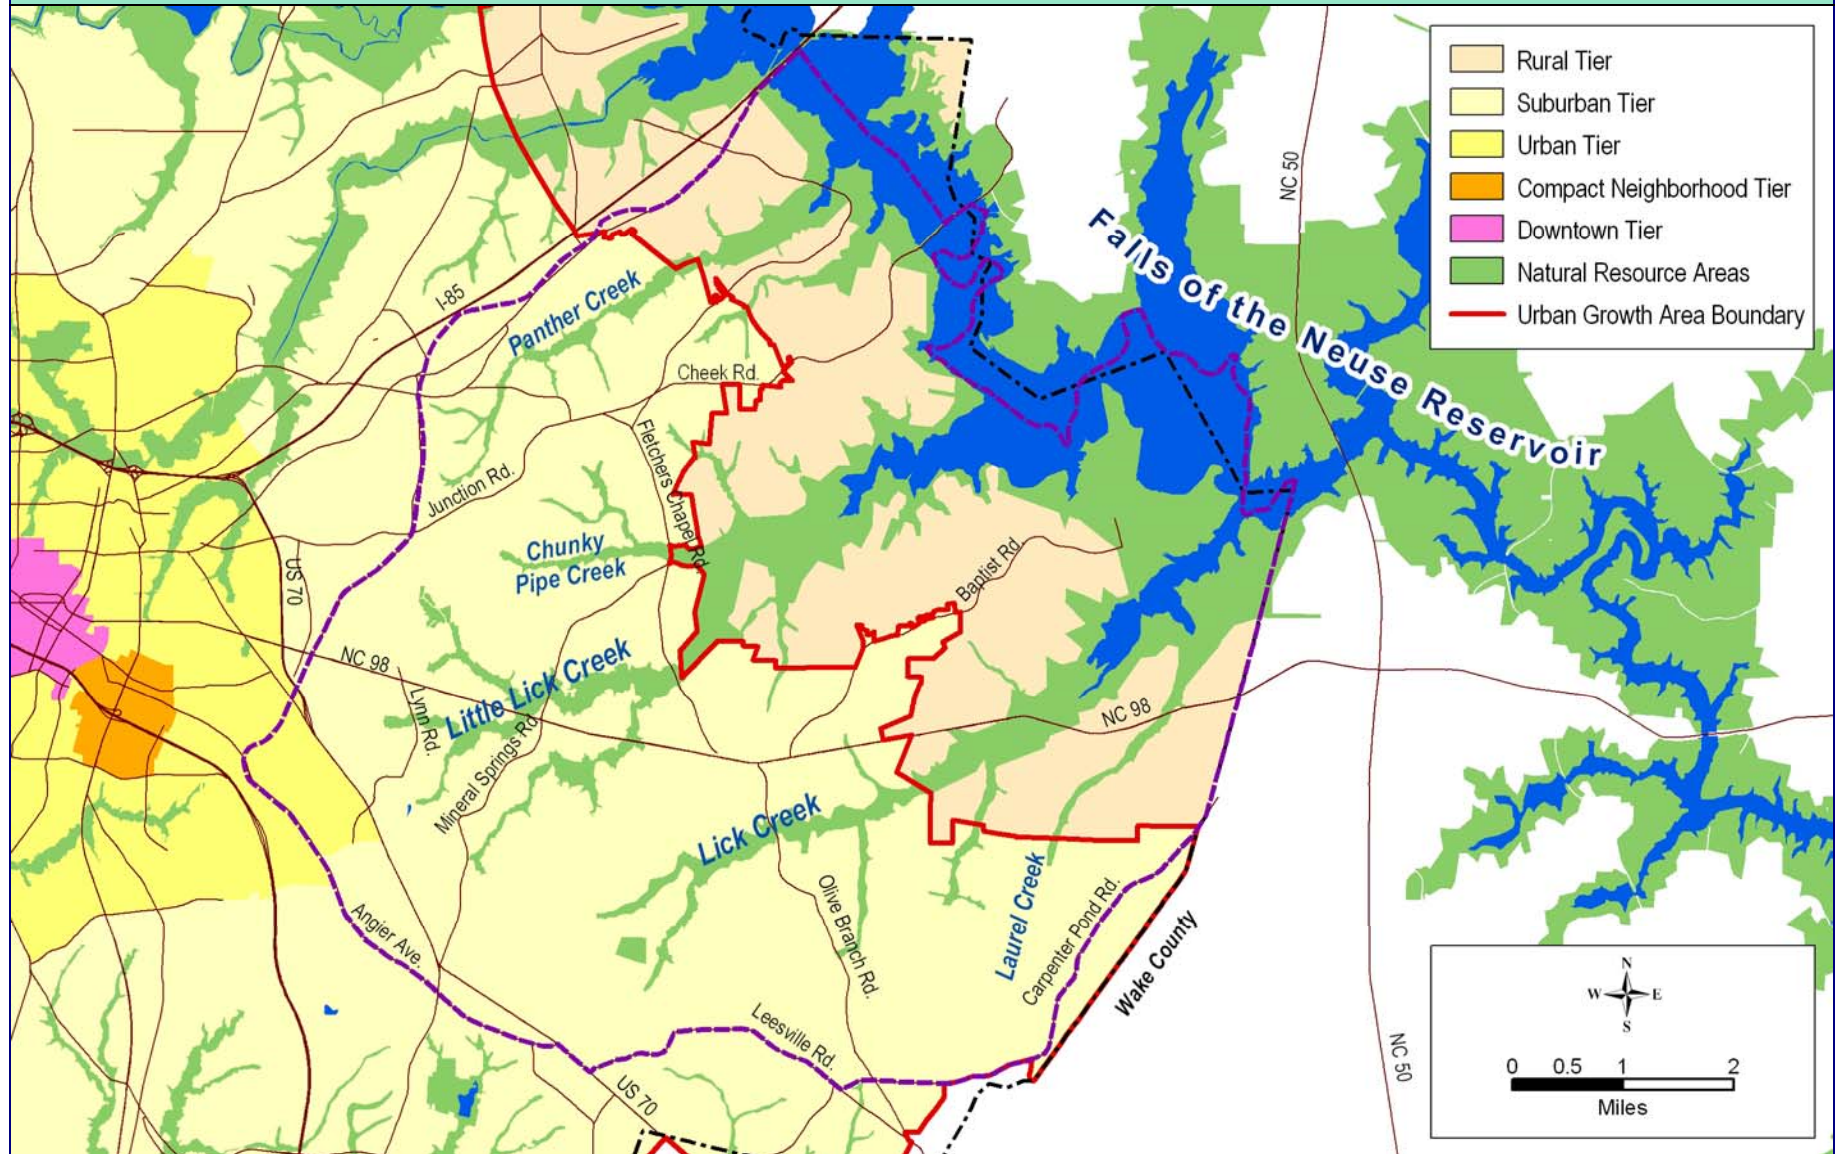 Rural Tier
Suburban Tier
Urban Tier
Compact Neighborhood Tier
Downtown Tier
Natural Resource Areas
Urban Growth Area Boundary
NC 50
Falls of the Neuse Reservoir
I-85
Panther Creek
Cheek Rd.
Fletchers Chapel Rd.
Junction Rd.
Chunky
Pipe Creek
US 70
Baptist Rd.
NC 98
Lynn Rd.
Little Lick Creek
Mineral Springs Rd.
NC 98
Lick Creek
Olive Branch Rd.
Laurel Creek
Carpenter Pond Rd.
Wake County
Angier Ave.
Leesville Rd.
US 70
NC 50
N
W E
S
0 0.5 1 2
Miles